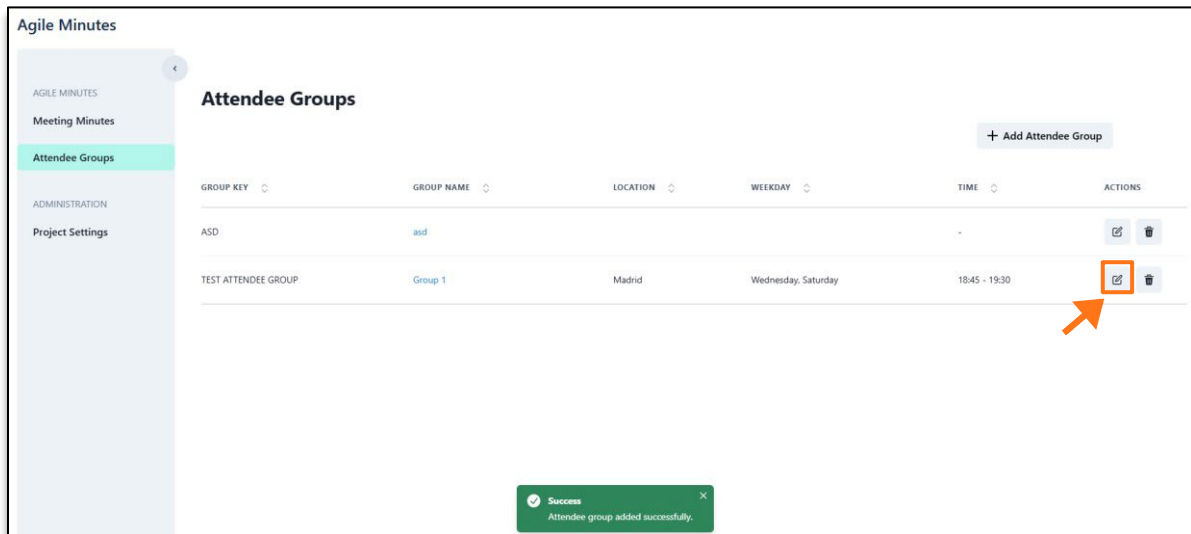 Agile Minutes
AGILE MINUTES
Meeting Minutes
Attendee Groups
ADMINISTRATION
Project Settings
Attendee Groups
+ Add Attendee Group
GROUP KEY GROUP NAME LOCATION WEEKDAY TIME ACTIONS
ASD asd -
TEST ATTENDEE GROUP Group 1 Madrid Wednesday, Saturday 18:45 - 19:30
Success
Attendee group added successfully.